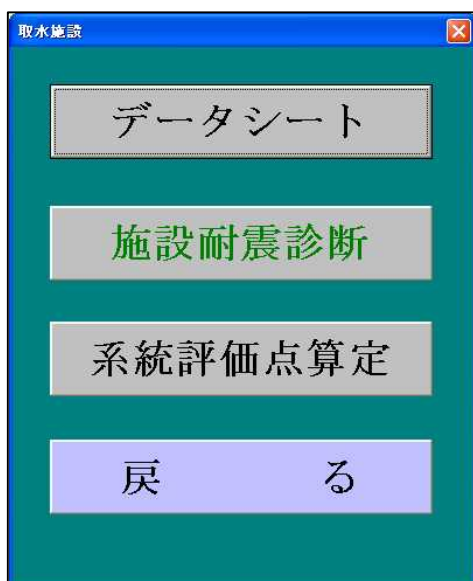 取水施設
データシート
施設耐震診断
系統評価点算定
戻 る